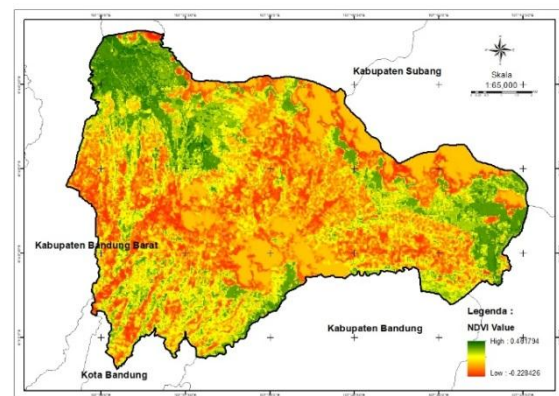 Kabupaten Subang
Skala
1:65,000
Kabupaten Bandung Barat
Kabupaten Bandung
Kota Bandung
Legenda :
NDVI Value
High : 0.461794
Low : -0.228426